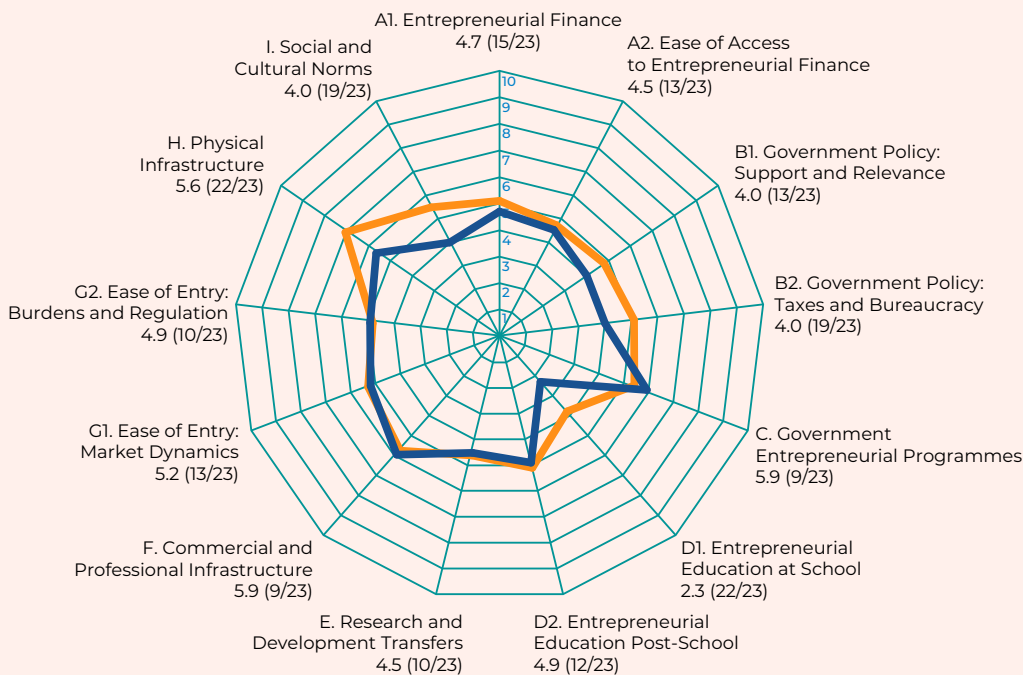 A1. Entrepreneurial Finance
4.7 (15/23)
A2. Ease of Access
to Entrepreneurial Finance
4.5 (13/23)
B1. Government Policy:
Support and Relevance
4.0 (13/23)
B2. Government Policy:
Taxes and Bureaucracy
4.0 (19/23)
C. Government
Entrepreneurial Programmes
5.9 (9/23)
D1. Entrepreneurial
Education at School
2.3 (22/23)
D2. Entrepreneurial
Education Post-School
4.9 (12/23)
E. Research and
Development Transfers
4.5 (10/23)
F. Commercial and
Professional Infrastructure
5.9 (9/23)
G1. Ease of Entry:
Market Dynamics
5.2 (13/23)
G2. Ease of Entry:
Burdens and Regulation
4.9 (10/23)
H. Physical
Infrastructure
5.6 (22/23)
I. Social and
Cultural Norms
4.0 (19/23)
10
9
8
7
6
4
3
2
1